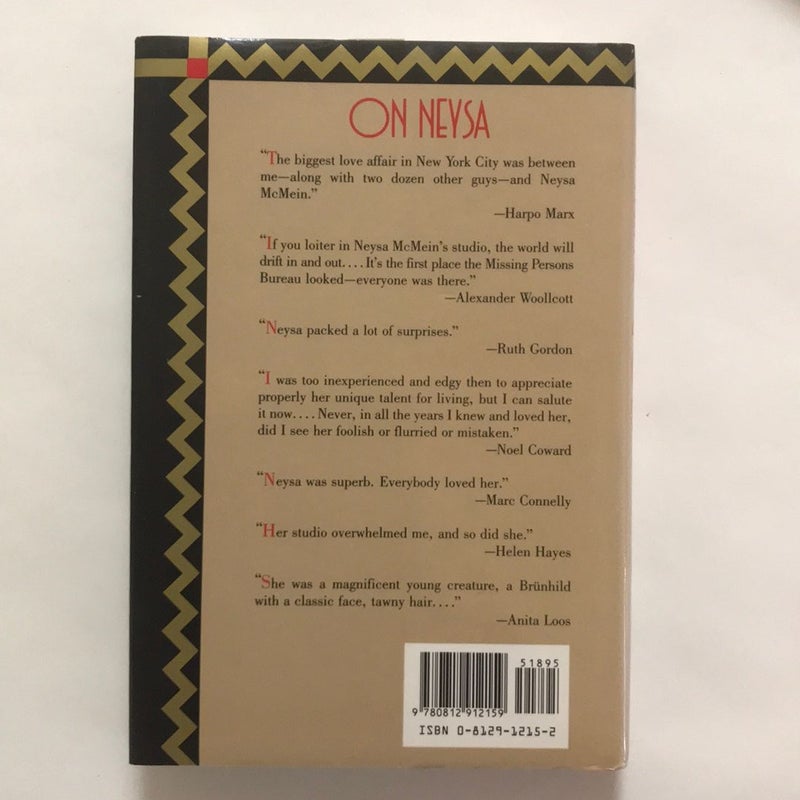 ON NEYSA
“The biggest love affair in New York City was between
me—along with two dozen other guys—and Neysa
McMein.”
—Harpo Marx
“If you loiter in Neysa McMein’s studio, the world will
drift in and out. . . . It’s the first place the Missing Persons
Bureau looked—everyone was there.”
—Alexander Woollcott
“Neysa packed a lot of surprises.”
—Ruth Gordon
“I was too inexperienced and edgy then to appreciate
properly her unique talent for living, but I can salute
it now. . . . Never, in all the years I knew and loved her,
did I see her foolish or flurried or mistaken.”
—Noel Coward
“Neysa was superb. Everybody loved her.”
—Marc Connelly
“Her studio overwhelmed me, and so did she.”
—Helen Hayes
“She was a magnificent young creature, a Brünhild
with a classic face, tawny hair. . . .”
—Anita Loos
51895
9 780812 912159
ISBN 0-8129-1215-2